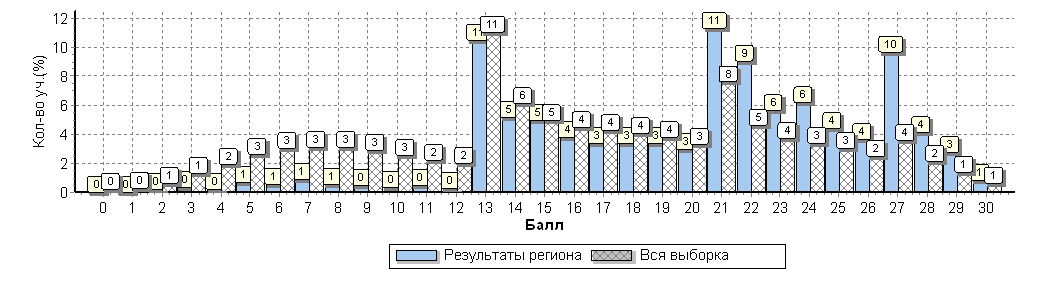 Кол-во уч.(%)
12
10
8
6
4
2
0
0 0 0 0 0 1 0 1 0 2 1 3 1 3 1 3 1 3 0 3 0 3 0 2 0 2 11 11 5 6 5 5 4 4 3 4 3 4 3 4 3 3 11 8 9 5 6 4 6 3 4 3 4 2 10 4 4 2 3 1 1 1
0 1 2 3 4 5 6 7 8 9 10 11 12 13 14 15 16 17 18 19 20 21 22 23 24 25 26 27 28 29 30
Балл
Результаты региона Вся выборка